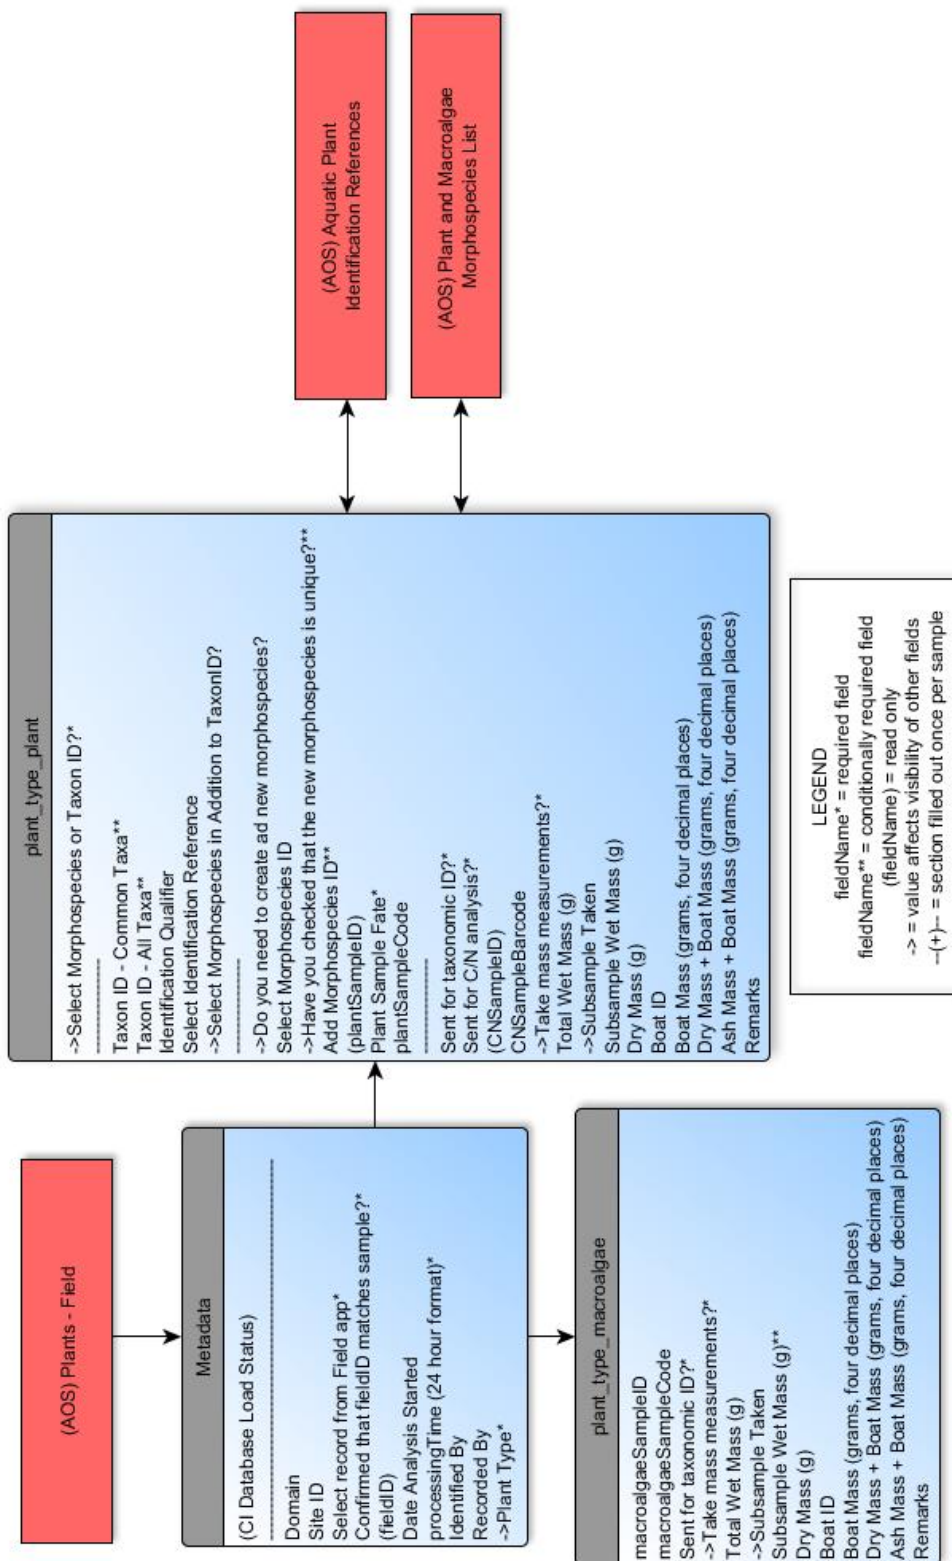 (AOS) Plants - Field
Metadata
(CI Database Load Status)
Domain
Site ID
Select record from Field app*
Confirmed that fieldID matches sample?*
(fieldID)
Date Analysis Started
processingTime (24 hour format)*
Identified By
Recorded By
->Plant Type*
plant_type_macroalgae
macroalgaeSampleID
macroalgaeSampleCode
Sent for taxonomic ID?*
->Take mass measurements?*
Total Wet Mass (g)
->Subsample Taken
Subsample Wet Mass (g)**
Dry Mass (g)
Boat ID
Boat Mass (grams, four decimal places)
Dry Mass + Boat Mass (grams, four decimal places)
Ash Mass + Boat Mass (grams, four decimal places)
Remarks
plant_type_plant
->Select Morphospecies or Taxon ID?*
Taxon ID - Common Taxa**
Taxon ID - All Taxa**
Identification Qualifier
Select Identification Reference
->Select Morphospecies in Addition to TaxonID?
->Do you need to create ad new morphospecies?
Select Morphospecies ID
->Have you checked that the new morphospecies is unique?**
Add Morphospecies ID**
(plantSampleID)
Plant Sample Fate*
plantSampleCode
Sent for taxonomic ID?*
Sent for C/N analysis?*
(CNSampleID)
CNSampleBarcode
->Take mass measurements?*
Total Wet Mass (g)
->Subsample Taken
Subsample Wet Mass (g)
Dry Mass (g)
Boat ID
Boat Mass (grams, four decimal places)
Dry Mass + Boat Mass (grams, four decimal places)
Ash Mass + Boat Mass (grams, four decimal places)
Remarks
(AOS) Aquatic Plant
Identification References
(AOS) Plant and Macroalgae
Morphospecies List
LEGEND
fieldName* = required field
fieldName** = conditionally required field
(fieldName) = read only
-> = value affects visibility of other fields
--(+)-- = section filled out once per sample